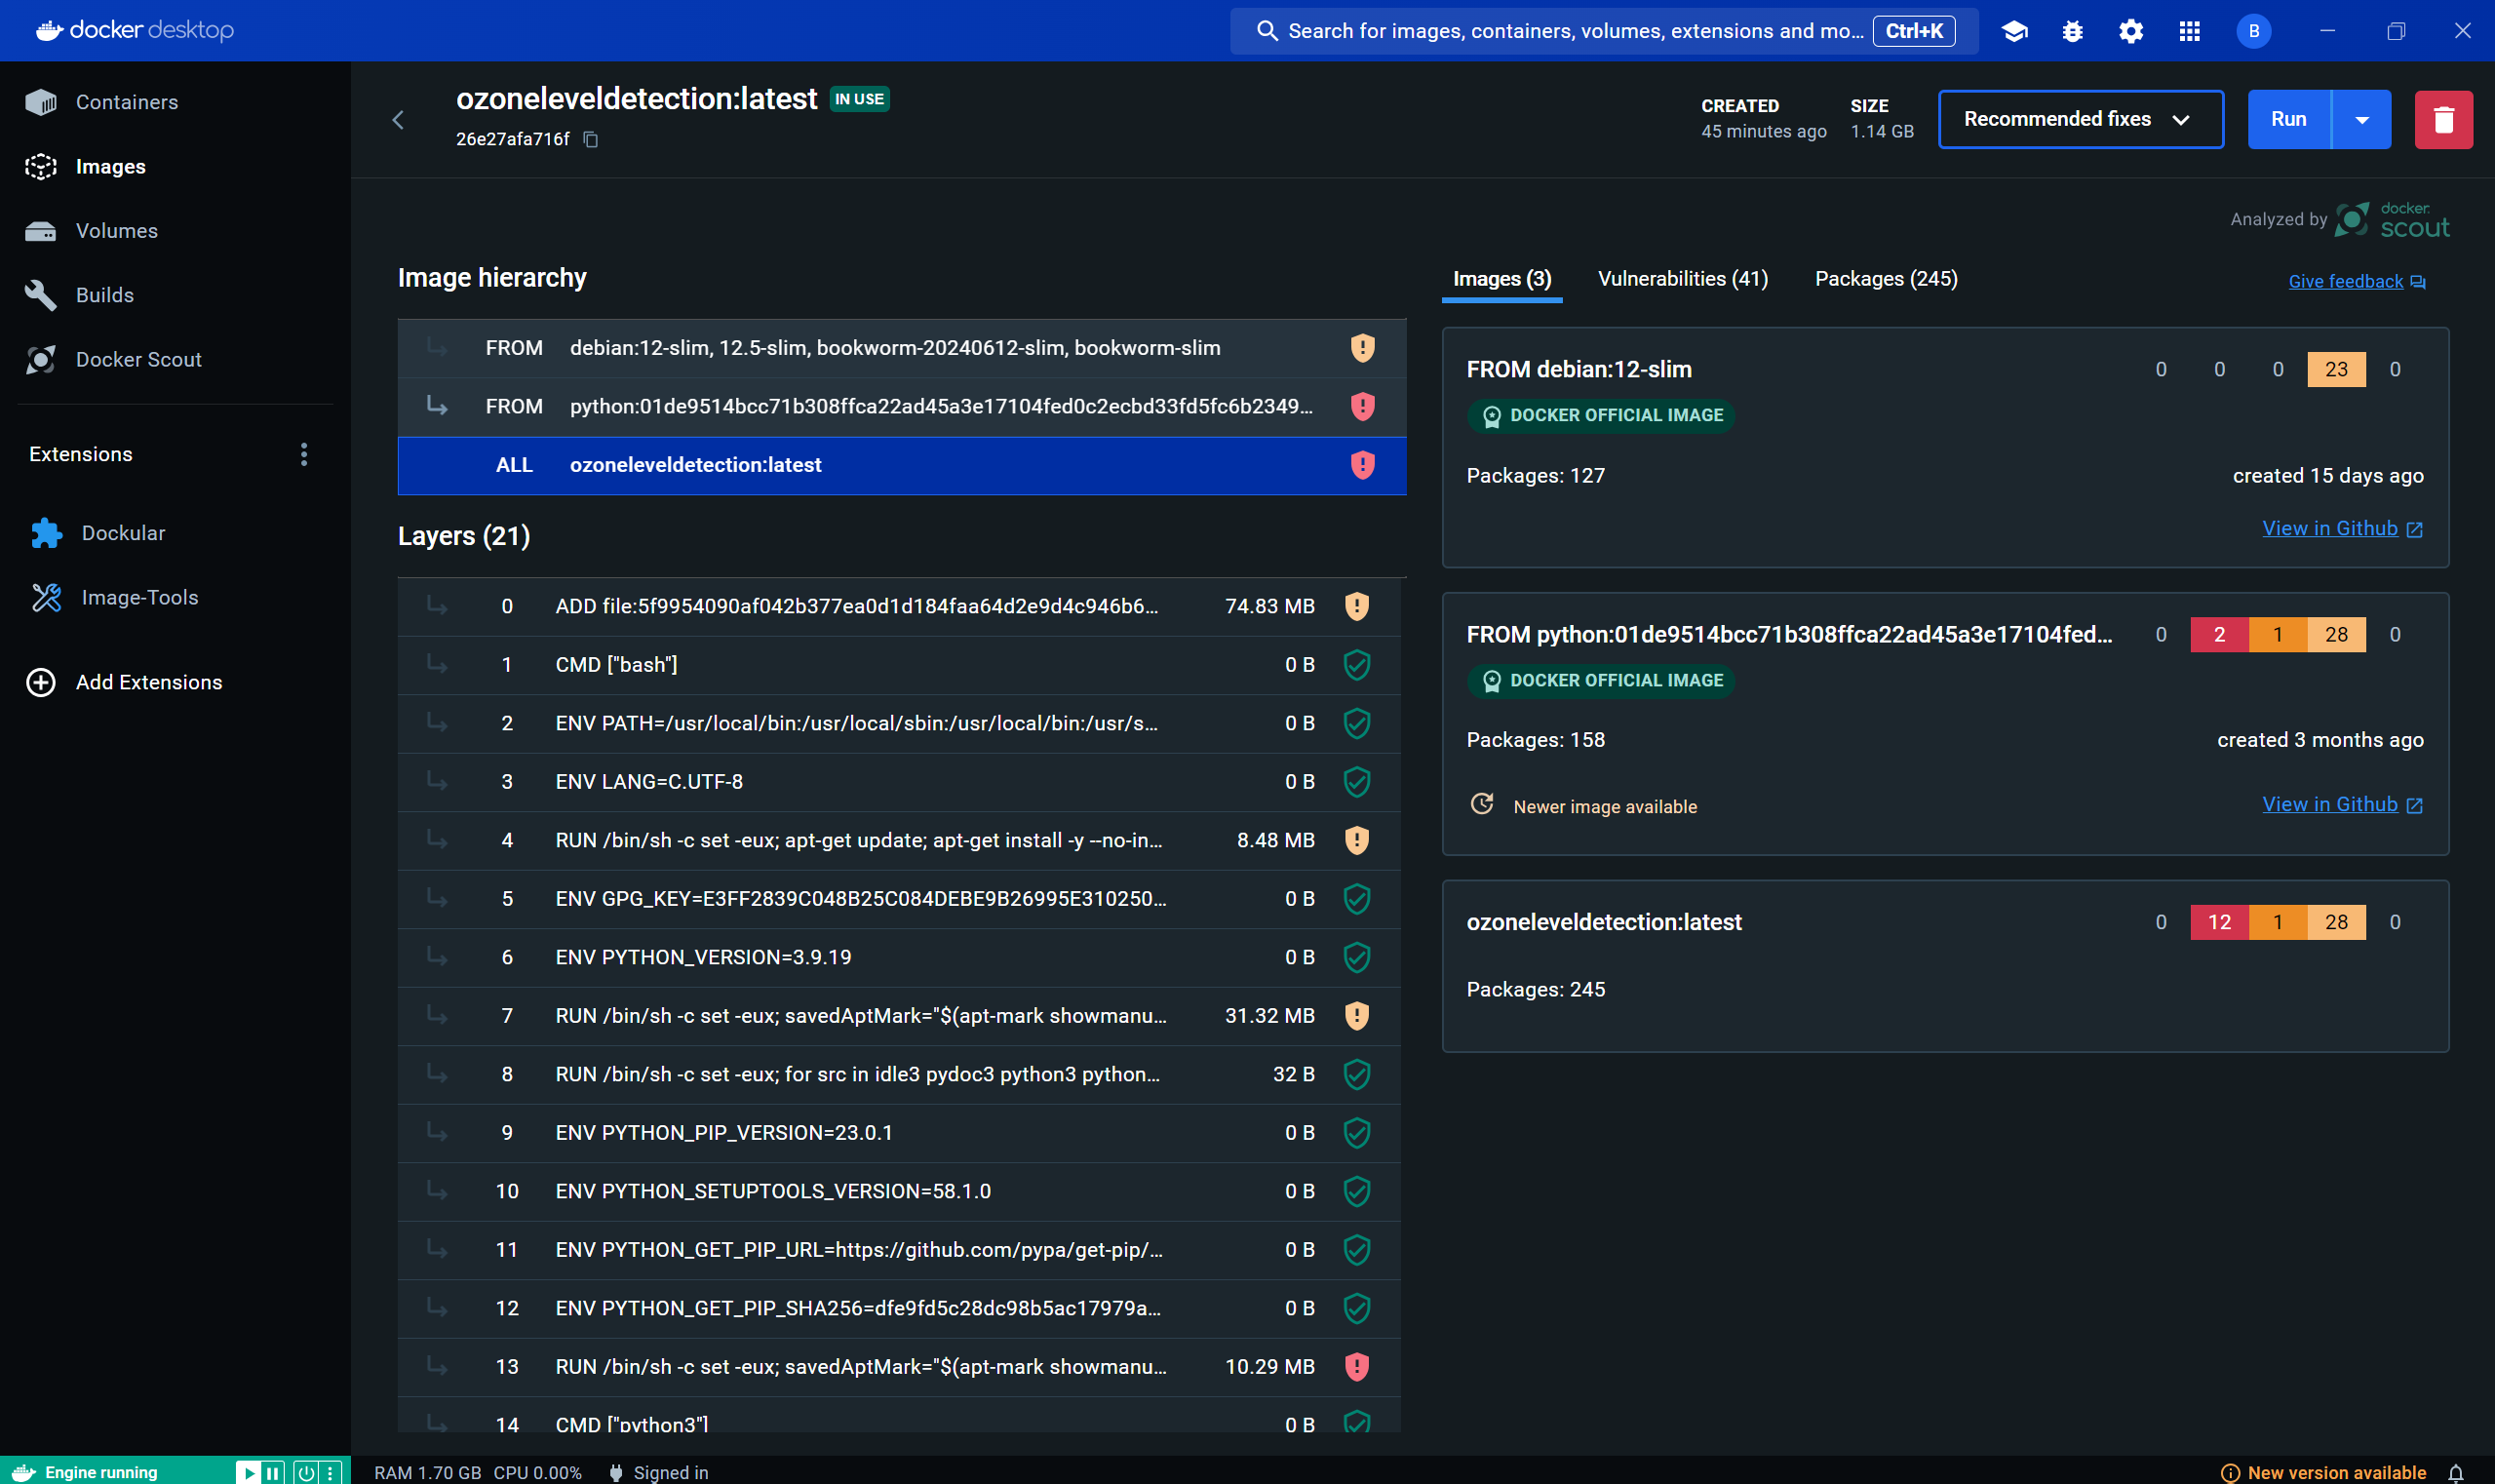 docker desktop
Search for images, containers, volumes, extensions and mo... Ctrl+K
B
Containers
Images
Volumes
Builds
Docker Scout
Extensions
Dockular
Image-Tools
Add Extensions
ozoneleveldetection:latest IN USE
26e27afa716f
CREATED
45 minutes ago
SIZE
1.14 GB
Recommended fixes
Run
Analyzed by docker scout
Image hierarchy
FROM debian:12-slim, 12.5-slim, bookworm-20240612-slim, bookworm-slim
FROM python:01de9514bcc71b308ffca22ad45a3e17104fed0c2ecbd33fd5fc6b2349...
ALL ozoneleveldetection:latest
Layers (21)
0 ADD file:5f9954090af042b377ea0d1d184faa64d2e9d4c946b6... 74.83 MB
1 CMD ["bash"] 0 B
2 ENV PATH=/usr/local/bin:/usr/local/sbin:/usr/local/bin:/usr/s... 0 B
3 ENV LANG=C.UTF-8 0 B
4 RUN /bin/sh -c set -eux; apt-get update; apt-get install -y --no-in... 8.48 MB
5 ENV GPG_KEY=E3FF2839C048B25C084DEBE9B26995E310250... 0 B
6 ENV PYTHON_VERSION=3.9.19 0 B
7 RUN /bin/sh -c set -eux; savedAptMark="$(apt-mark showmanu... 31.32 MB
8 RUN /bin/sh -c set -eux; for src in idle3 pydoc3 python3 python... 32 B
9 ENV PYTHON_PIP_VERSION=23.0.1 0 B
10 ENV PYTHON_SETUPTOOLS_VERSION=58.1.0 0 B
11 ENV PYTHON_GET_PIP_URL=https://github.com/pypa/get-pip/... 0 B
12 ENV PYTHON_GET_PIP_SHA256=dfe9fd5c28dc98b5ac17979a... 0 B
13 RUN /bin/sh -c set -eux; savedAptMark="$(apt-mark showmanu... 10.29 MB
14 CMD ["python3"] 0 B
Images (3) Vulnerabilities (41) Packages (245) Give feedback
FROM debian:12-slim 0 0 0 23 0
DOCKER OFFICIAL IMAGE
Packages: 127 created 15 days ago
View in Github
FROM python:01de9514bcc71b308ffca22ad45a3e17104fed... 0 2 1 28 0
DOCKER OFFICIAL IMAGE
Packages: 158 created 3 months ago
Newer image available View in Github
ozoneleveldetection:latest 0 12 1 28 0
Packages: 245
Engine running RAM 1.70 GB CPU 0.00% Signed in New version available